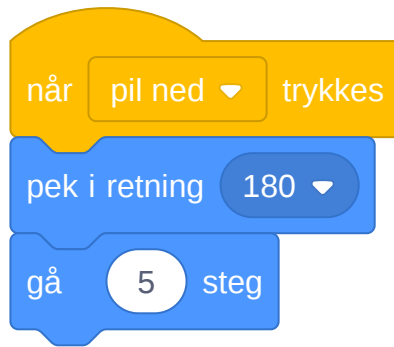 når pil ned trykkes
pek i retning 180
gå 5 steg